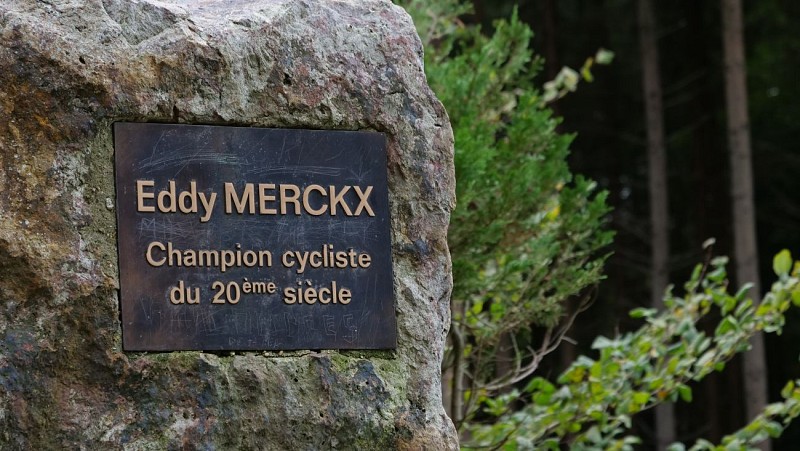 Eddy MERCKX
Champion cycliste
du 20ème siècle